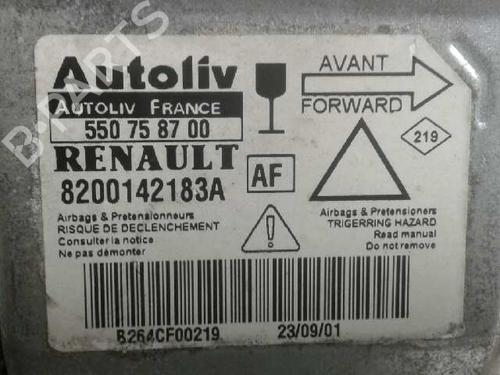 Autoliv
AUTOLIV FRANCE
550 75 87 00
RENAULT
8200142183A
AF
AVANT
FORWARD
219
Airbags & Pretensionneurs
RISQUE DE DECLENCHEMENT
Consulter la notice
Ne pas démonter
Airbags & Pretensioners
TRIGERRING HAZARD
Read manual
Do not remove
B264CF00219
23/09/01
B-PARTS